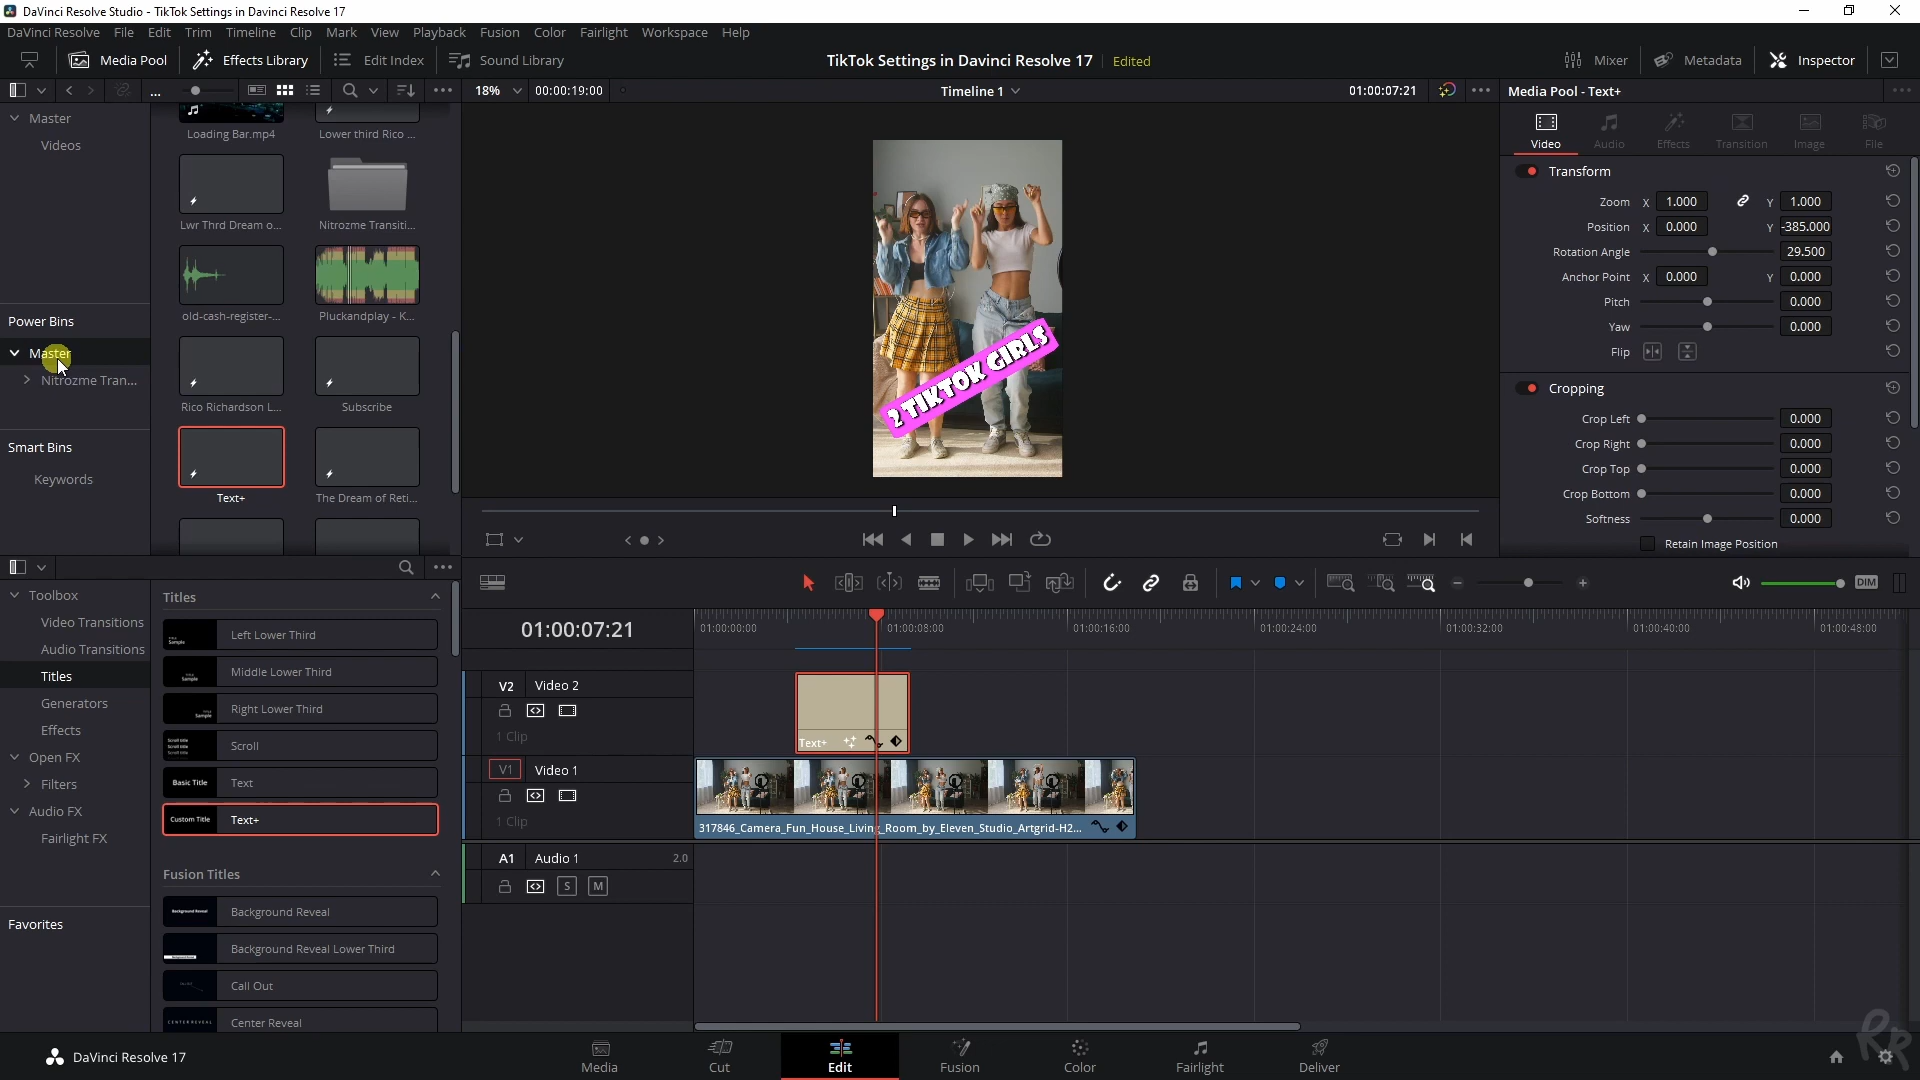 DaVinci Resolve Studio - TikTok Settings in Davinci Resolve 17
DaVinci Resolve File Edit Trim Timeline Clip Mark View Playback Fusion Color Fairlight Workspace Help
Media Pool Effects Library Edit Index Sound Library TikTok Settings in Davinci Resolve 17 Edited Mixer Metadata Inspector
... 18% 00:00:19:00 Timeline 1 01:00:07:21 Media Pool - Text+
Master
Videos
Power Bins
Master
Nitrozme Tran...
Smart Bins
Keywords
Loading Bar.mp4 Lower third Rico ...
Lwr Thrd Dream o... Nitrozme Transiti...
old-cash-register-... Pluckandplay - K...
Rico Richardson L... Subscribe
Text+ The Dream of Reti...
2 TIKTOK GIRLS
Video Audio Effects Transition Image File
Transform
Zoom X 1.000 Y 1.000
Position X 0.000 Y -385.000
Rotation Angle 29.500
Anchor Point X 0.000 Y 0.000
Pitch 0.000
Yaw 0.000
Flip
Cropping
Crop Left 0.000
Crop Right 0.000
Crop Top 0.000
Crop Bottom 0.000
Softness 0.000
Retain Image Position
Toolbox
Video Transitions
Audio Transitions
Titles
Generators
Effects
Open FX
Filters
Audio FX
Fairlight FX
Favorites
Titles
Left Lower Third
Middle Lower Third
Right Lower Third
Scroll
Basic Title Text
Custom Title Text+
Fusion Titles
Background Reveal Background Reveal
Background Reveal Lower Third
Call Out
CENTER REVEAL Center Reveal
DIM
01:00:07:21
01:00:00:00 01:00:08:00 01:00:16:00 01:00:24:00 01:00:32:00 01:00:40:00 01:00:48:00
V2 Video 2
1 Clip
Text+
V1 Video 1
1 Clip
317846_Camera_Fun_House_Living_Room_by_Eleven_Studio_Artgrid-H2...
A1 Audio 1 2.0
S M
DaVinci Resolve 17
Media Cut Edit Fusion Color Fairlight Deliver
RR